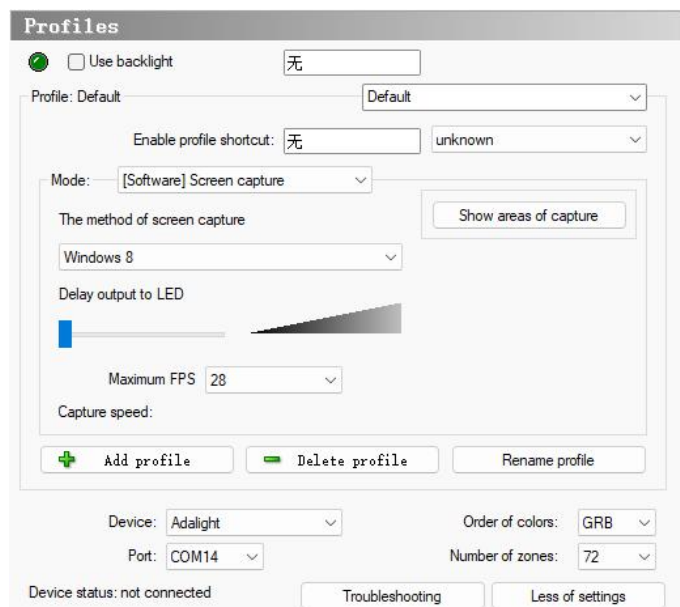 Profiles
Use backlight 无
Profile: Default Default
Enable profile shortcut: 无 unknown
Mode: [Software] Screen capture
The method of screen capture Show areas of capture
Windows 8
Delay output to LED
Maximum FPS 28
Capture speed:
Add profile Delete profile Rename profile
Device: Adalight Order of colors: GRB
Port: COM14 Number of zones: 72
Device status: not connected Troubleshooting Less of settings